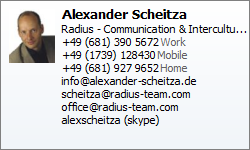 Alexander Scheitza
Radius - Communication & Intercultu...
+49 (681) 390 5672 Work
+49 (1739) 128430 Mobile
+49 (681) 927 9652 Home
info@alexander-scheitza.de
scheitza@radius-team.com
office@radius-team.com
alexscheitza (skype)